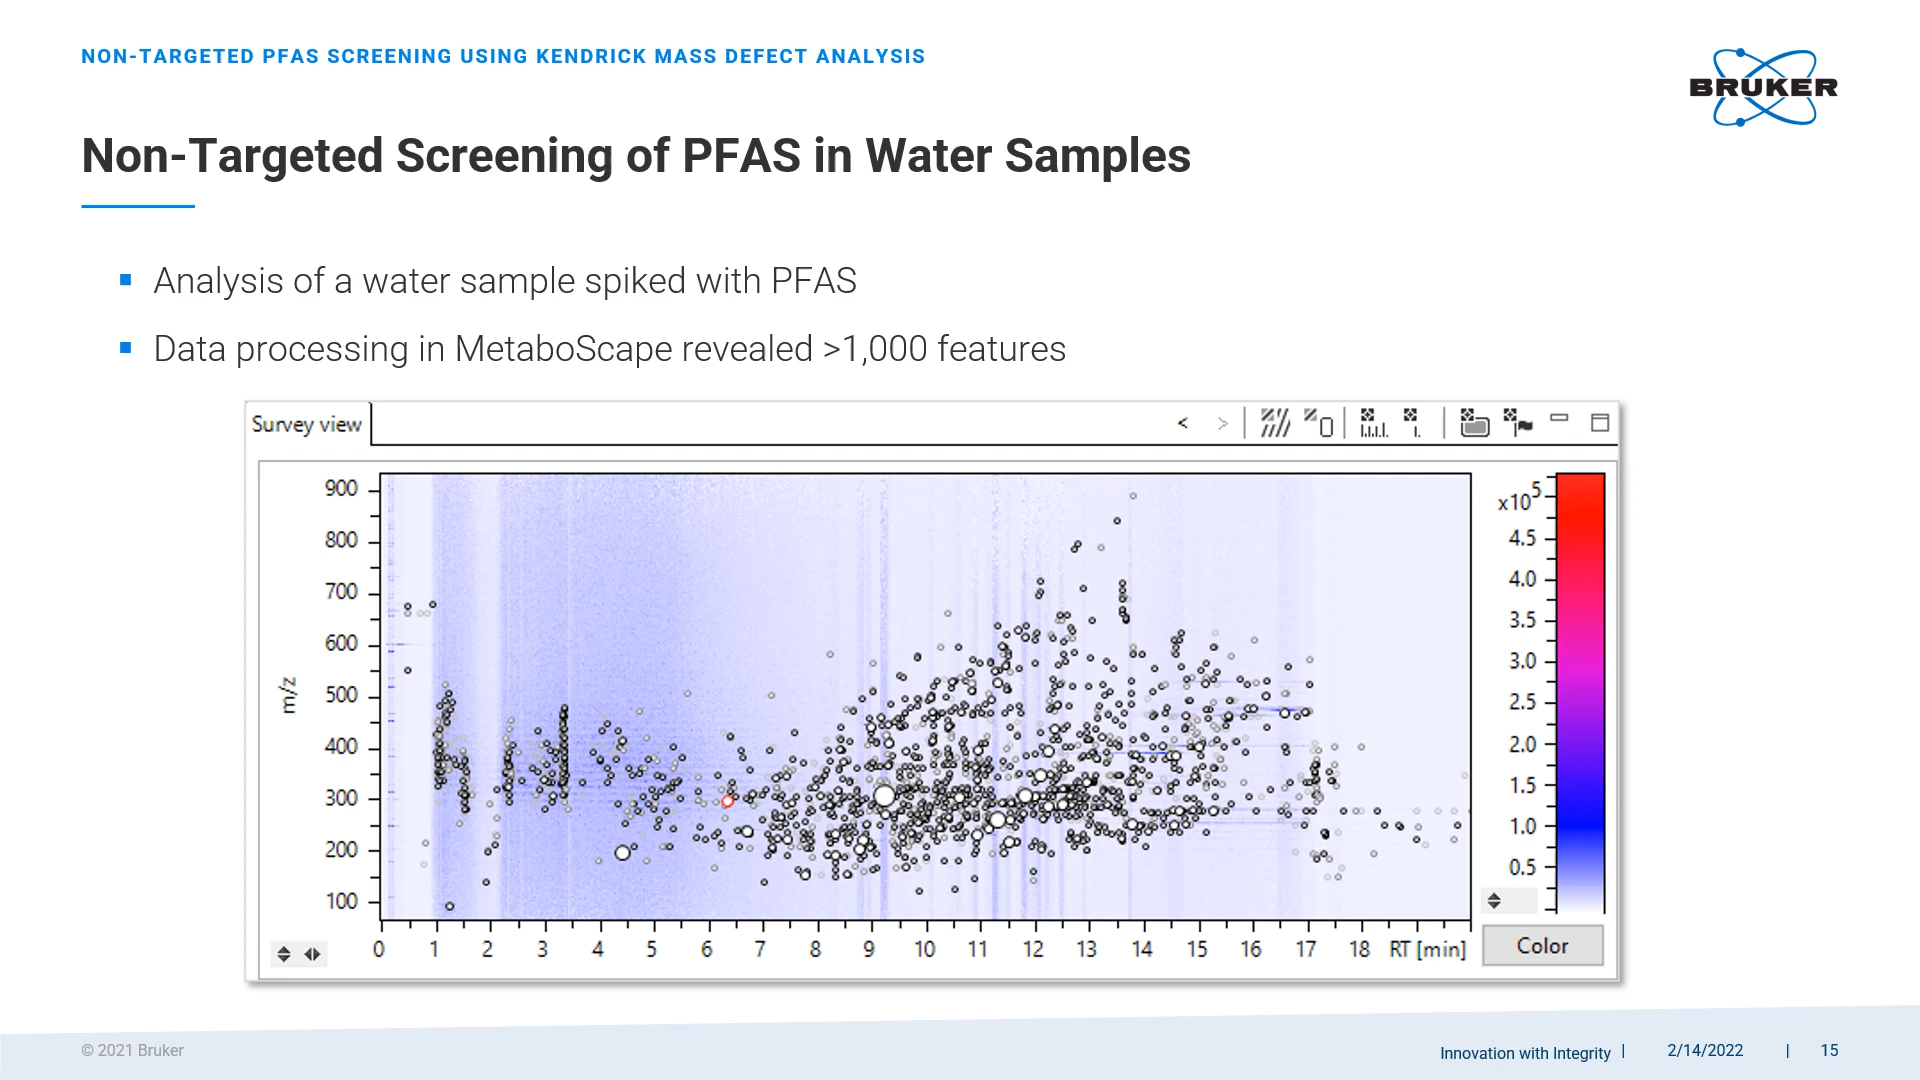 NON-TARGETED PFAS SCREENING USING KENDRICK MASS DEFECT ANALYSIS
BRUKER
Non-Targeted Screening of PFAS in Water Samples
Analysis of a water sample spiked with PFAS
Data processing in MetaboScape revealed >1,000 features
Survey view
< >
900
800
700
600
500
400
300
200
100
m/z
0 1 2 3 4 5 6 7 8 9 10 11 12 13 14 15 16 17 18 RT [min]
x10⁵
4.5
4.0
3.5
3.0
2.5
2.0
1.5
1.0
0.5
Color
© 2021 Bruker
Innovation with Integrity | 2/14/2022 | 15